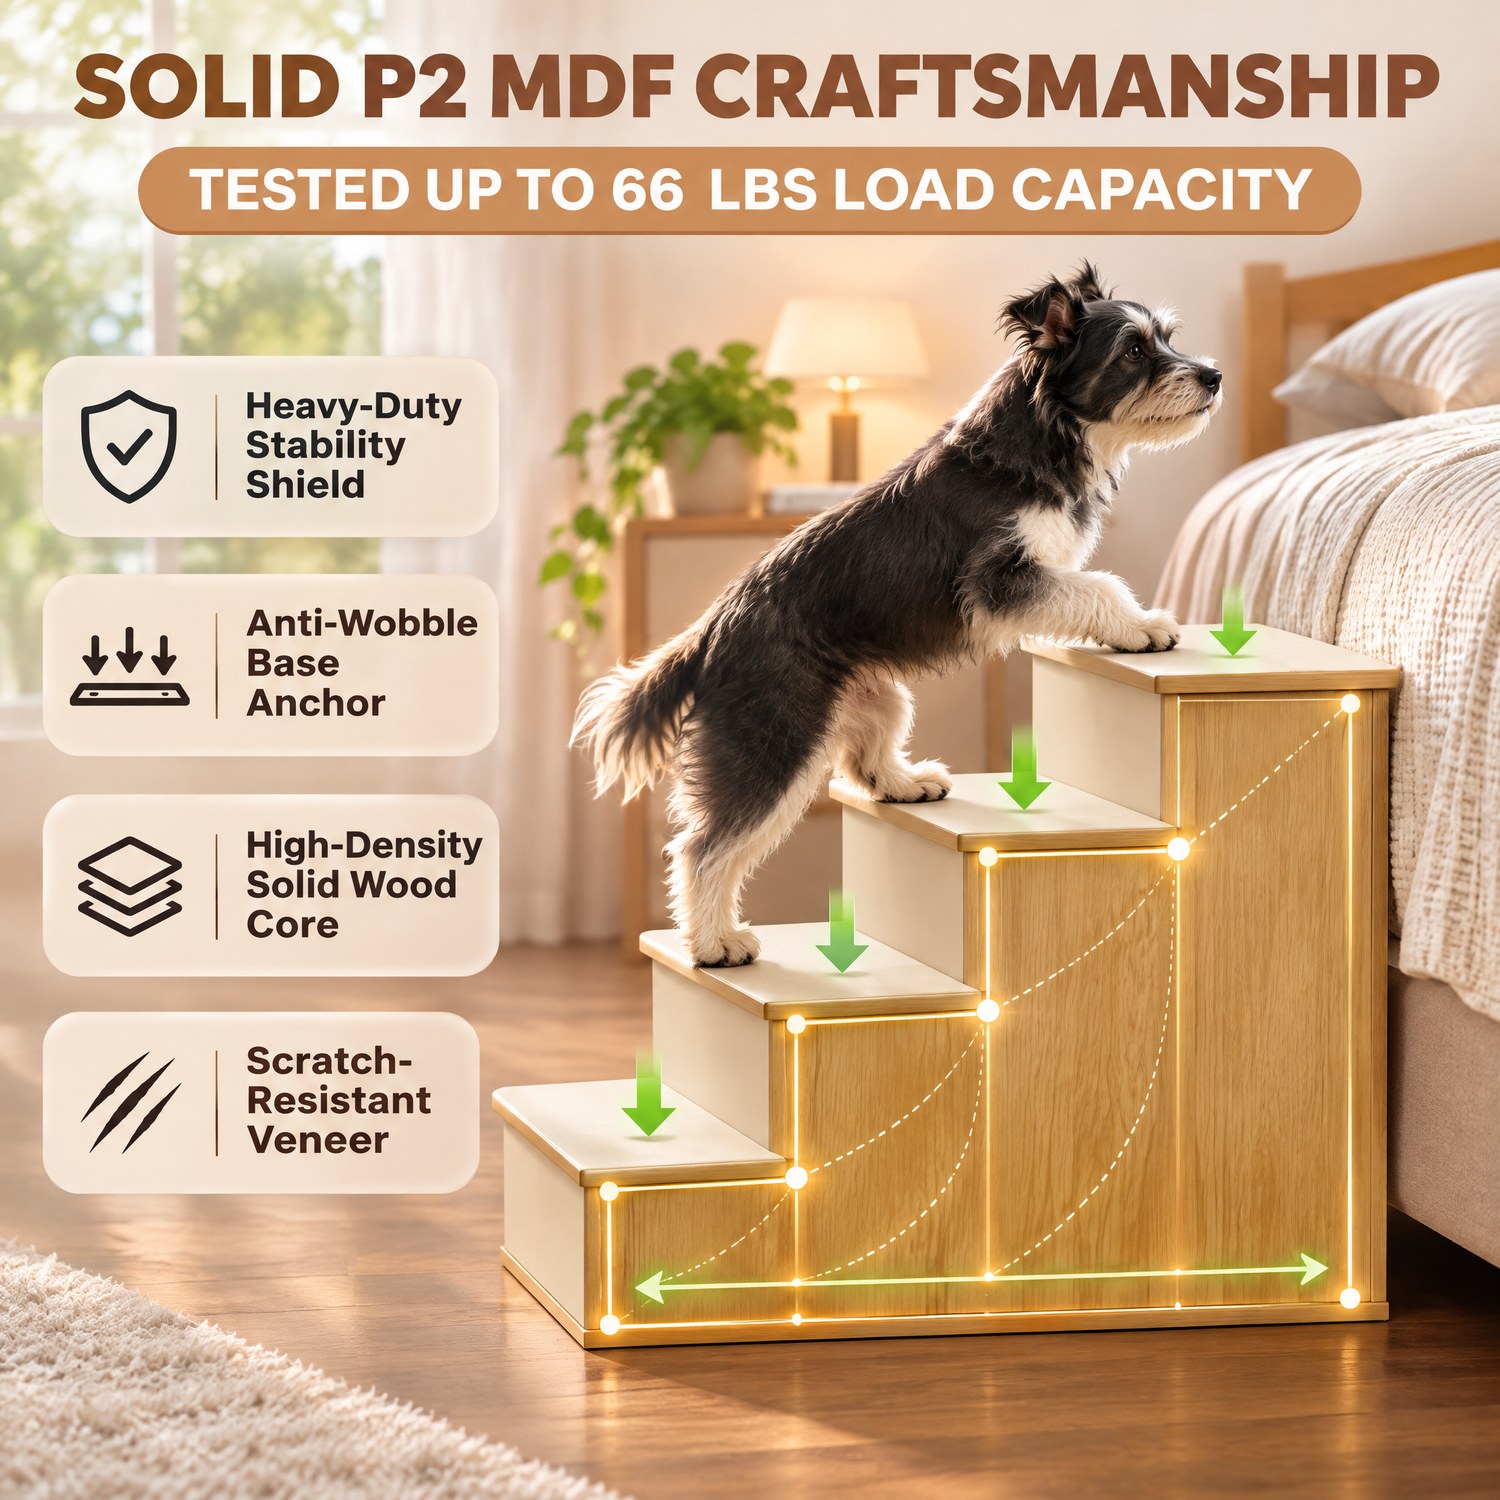 SOLID P2 MDF CRAFTSMANSHIP
TESTED UP TO 66 LBS LOAD CAPACITY
Heavy-Duty
Stability
Shield
Anti-Wobble
Base
Anchor
High-Density
Solid Wood
Core
Scratch-
Resistant
Veneer